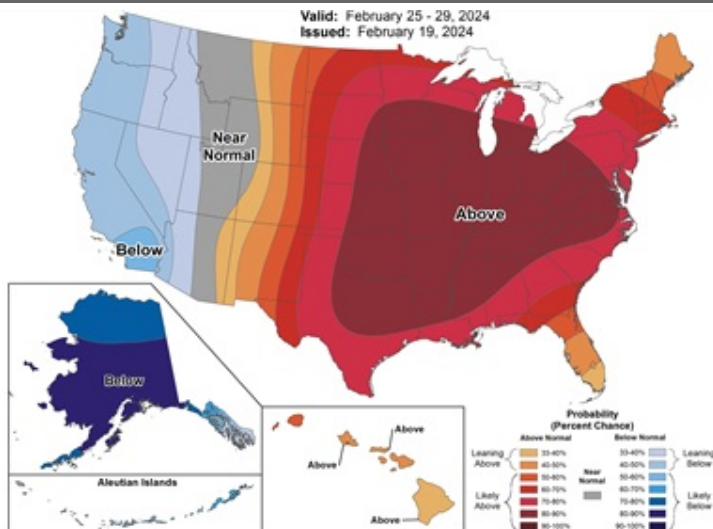 Valid: February 25 - 29, 2024
Issued: February 19, 2024
Near
Normal
Above
Below
Below
Aleutian Islands
Above
Above
Above
Probability
(Percent Chance)
Above Normal
Below Normal
Leaning
Above
33-40%
40-50%
Likely
Above
50-60%
60-70%
70-80%
80-90%
90-100%
Near
Normal
33-40%
40-50%
Leaning
Below
50-60%
60-70%
70-80%
80-90%
90-100%
Likely
Below